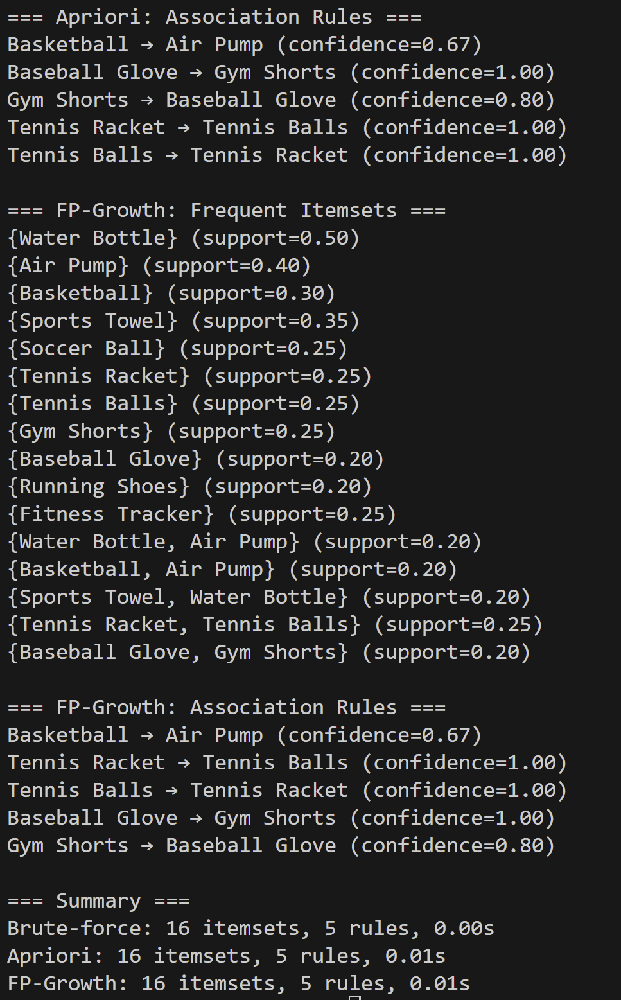 === Apriori: Association Rules ===
Basketball → Air Pump (confidence=0.67)
Baseball Glove → Gym Shorts (confidence=1.00)
Gym Shorts → Baseball Glove (confidence=0.80)
Tennis Racket → Tennis Balls (confidence=1.00)
Tennis Balls → Tennis Racket (confidence=1.00)
=== FP-Growth: Frequent Itemsets ===
{Water Bottle} (support=0.50)
{Air Pump} (support=0.40)
{Basketball} (support=0.30)
{Sports Towel} (support=0.35)
{Soccer Ball} (support=0.25)
{Tennis Racket} (support=0.25)
{Tennis Balls} (support=0.25)
{Gym Shorts} (support=0.25)
{Baseball Glove} (support=0.20)
{Running Shoes} (support=0.20)
{Fitness Tracker} (support=0.25)
{Water Bottle, Air Pump} (support=0.20)
{Basketball, Air Pump} (support=0.20)
{Sports Towel, Water Bottle} (support=0.20)
{Tennis Racket, Tennis Balls} (support=0.25)
{Baseball Glove, Gym Shorts} (support=0.20)
=== FP-Growth: Association Rules ===
Basketball → Air Pump (confidence=0.67)
Tennis Racket → Tennis Balls (confidence=1.00)
Tennis Balls → Tennis Racket (confidence=1.00)
Baseball Glove → Gym Shorts (confidence=1.00)
Gym Shorts → Baseball Glove (confidence=0.80)
=== Summary ===
Brute-force: 16 itemsets, 5 rules, 0.00s
Apriori: 16 itemsets, 5 rules, 0.01s
FP-Growth: 16 itemsets, 5 rules, 0.01s